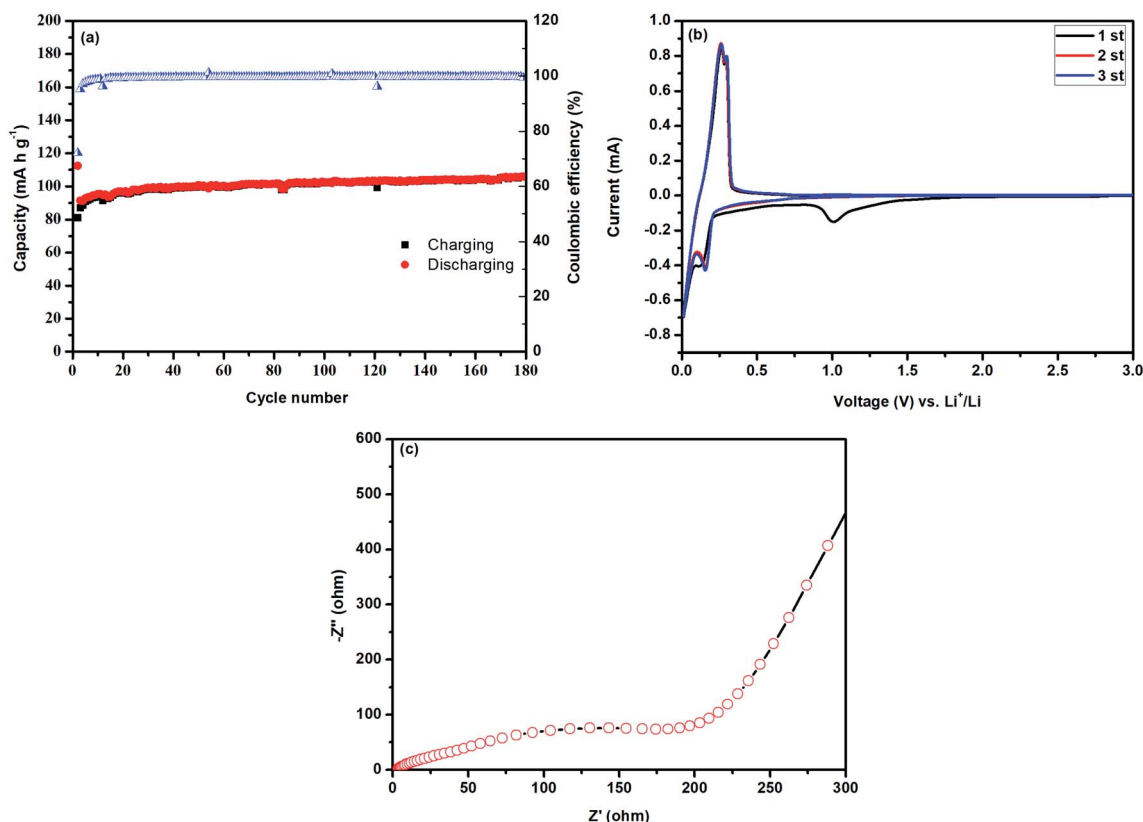 (a)
200
180
160
140
120
100
80
60
40
20
0
Capacity (mA h g⁻¹)
120
100
80
60
40
20
0
Coulombic efficiency (%)
Charging
Discharging
0 20 40 60 80 100 120 140 160 180
Cycle number
(b)
1 st
2 st
3 st
1.0
0.8
0.6
0.4
0.2
0.0
-0.2
-0.4
-0.6
-0.8
Current (mA)
0.0 0.5 1.0 1.5 2.0 2.5 3.0
Voltage (V) vs. Li⁺/Li
(c)
600
500
400
300
200
100
0
-Z'' (ohm)
0 50 100 150 200 250 300
Z' (ohm)